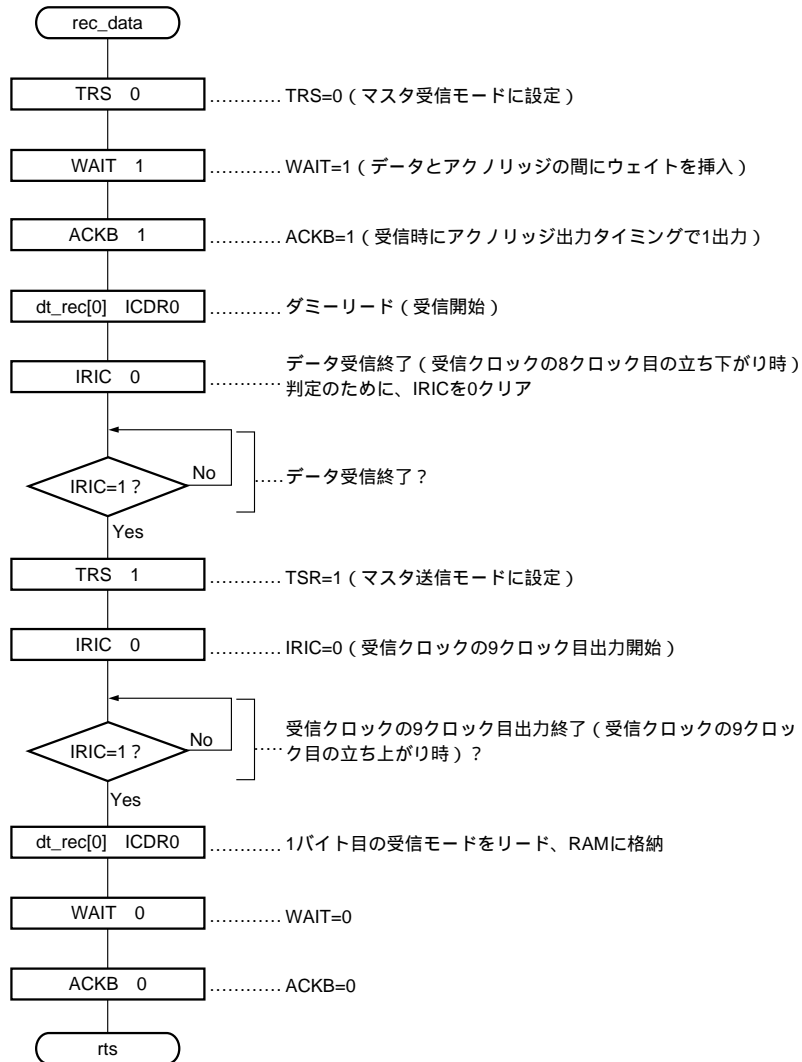 rec_data
TRS 0 ............ TRS=0(マスタ受信モードに設定)
WAIT 1 ............ WAIT=1(データとアクノリッジの間にウェイトを挿入)
ACKB 1 ............ ACKB=1(受信時にアクノリッジ出力タイミングで1出力)
dt_rec[0] ICDR0 ............ ダミーリード(受信開始)
IRIC 0 ............ データ受信終了(受信クロックの8クロック目の立ち下がり時)
判定のために、IRICを0クリア
IRIC=1? No ..... データ受信終了?
Yes
TRS 1 ............ TSR=1(マスタ送信モードに設定)
IRIC 0 ............ IRIC=0(受信クロックの9クロック目出力開始)
受信クロックの9クロック目出力終了(受信クロックの9クロッ
IRIC=1? No ..... ク目の立ち上がり時)?
Yes
dt_rec[0] ICDR0 ............ 1バイト目の受信モードをリード、RAMに格納
WAIT 0 ............ WAIT=0
ACKB 0 ............ ACKB=0
rts